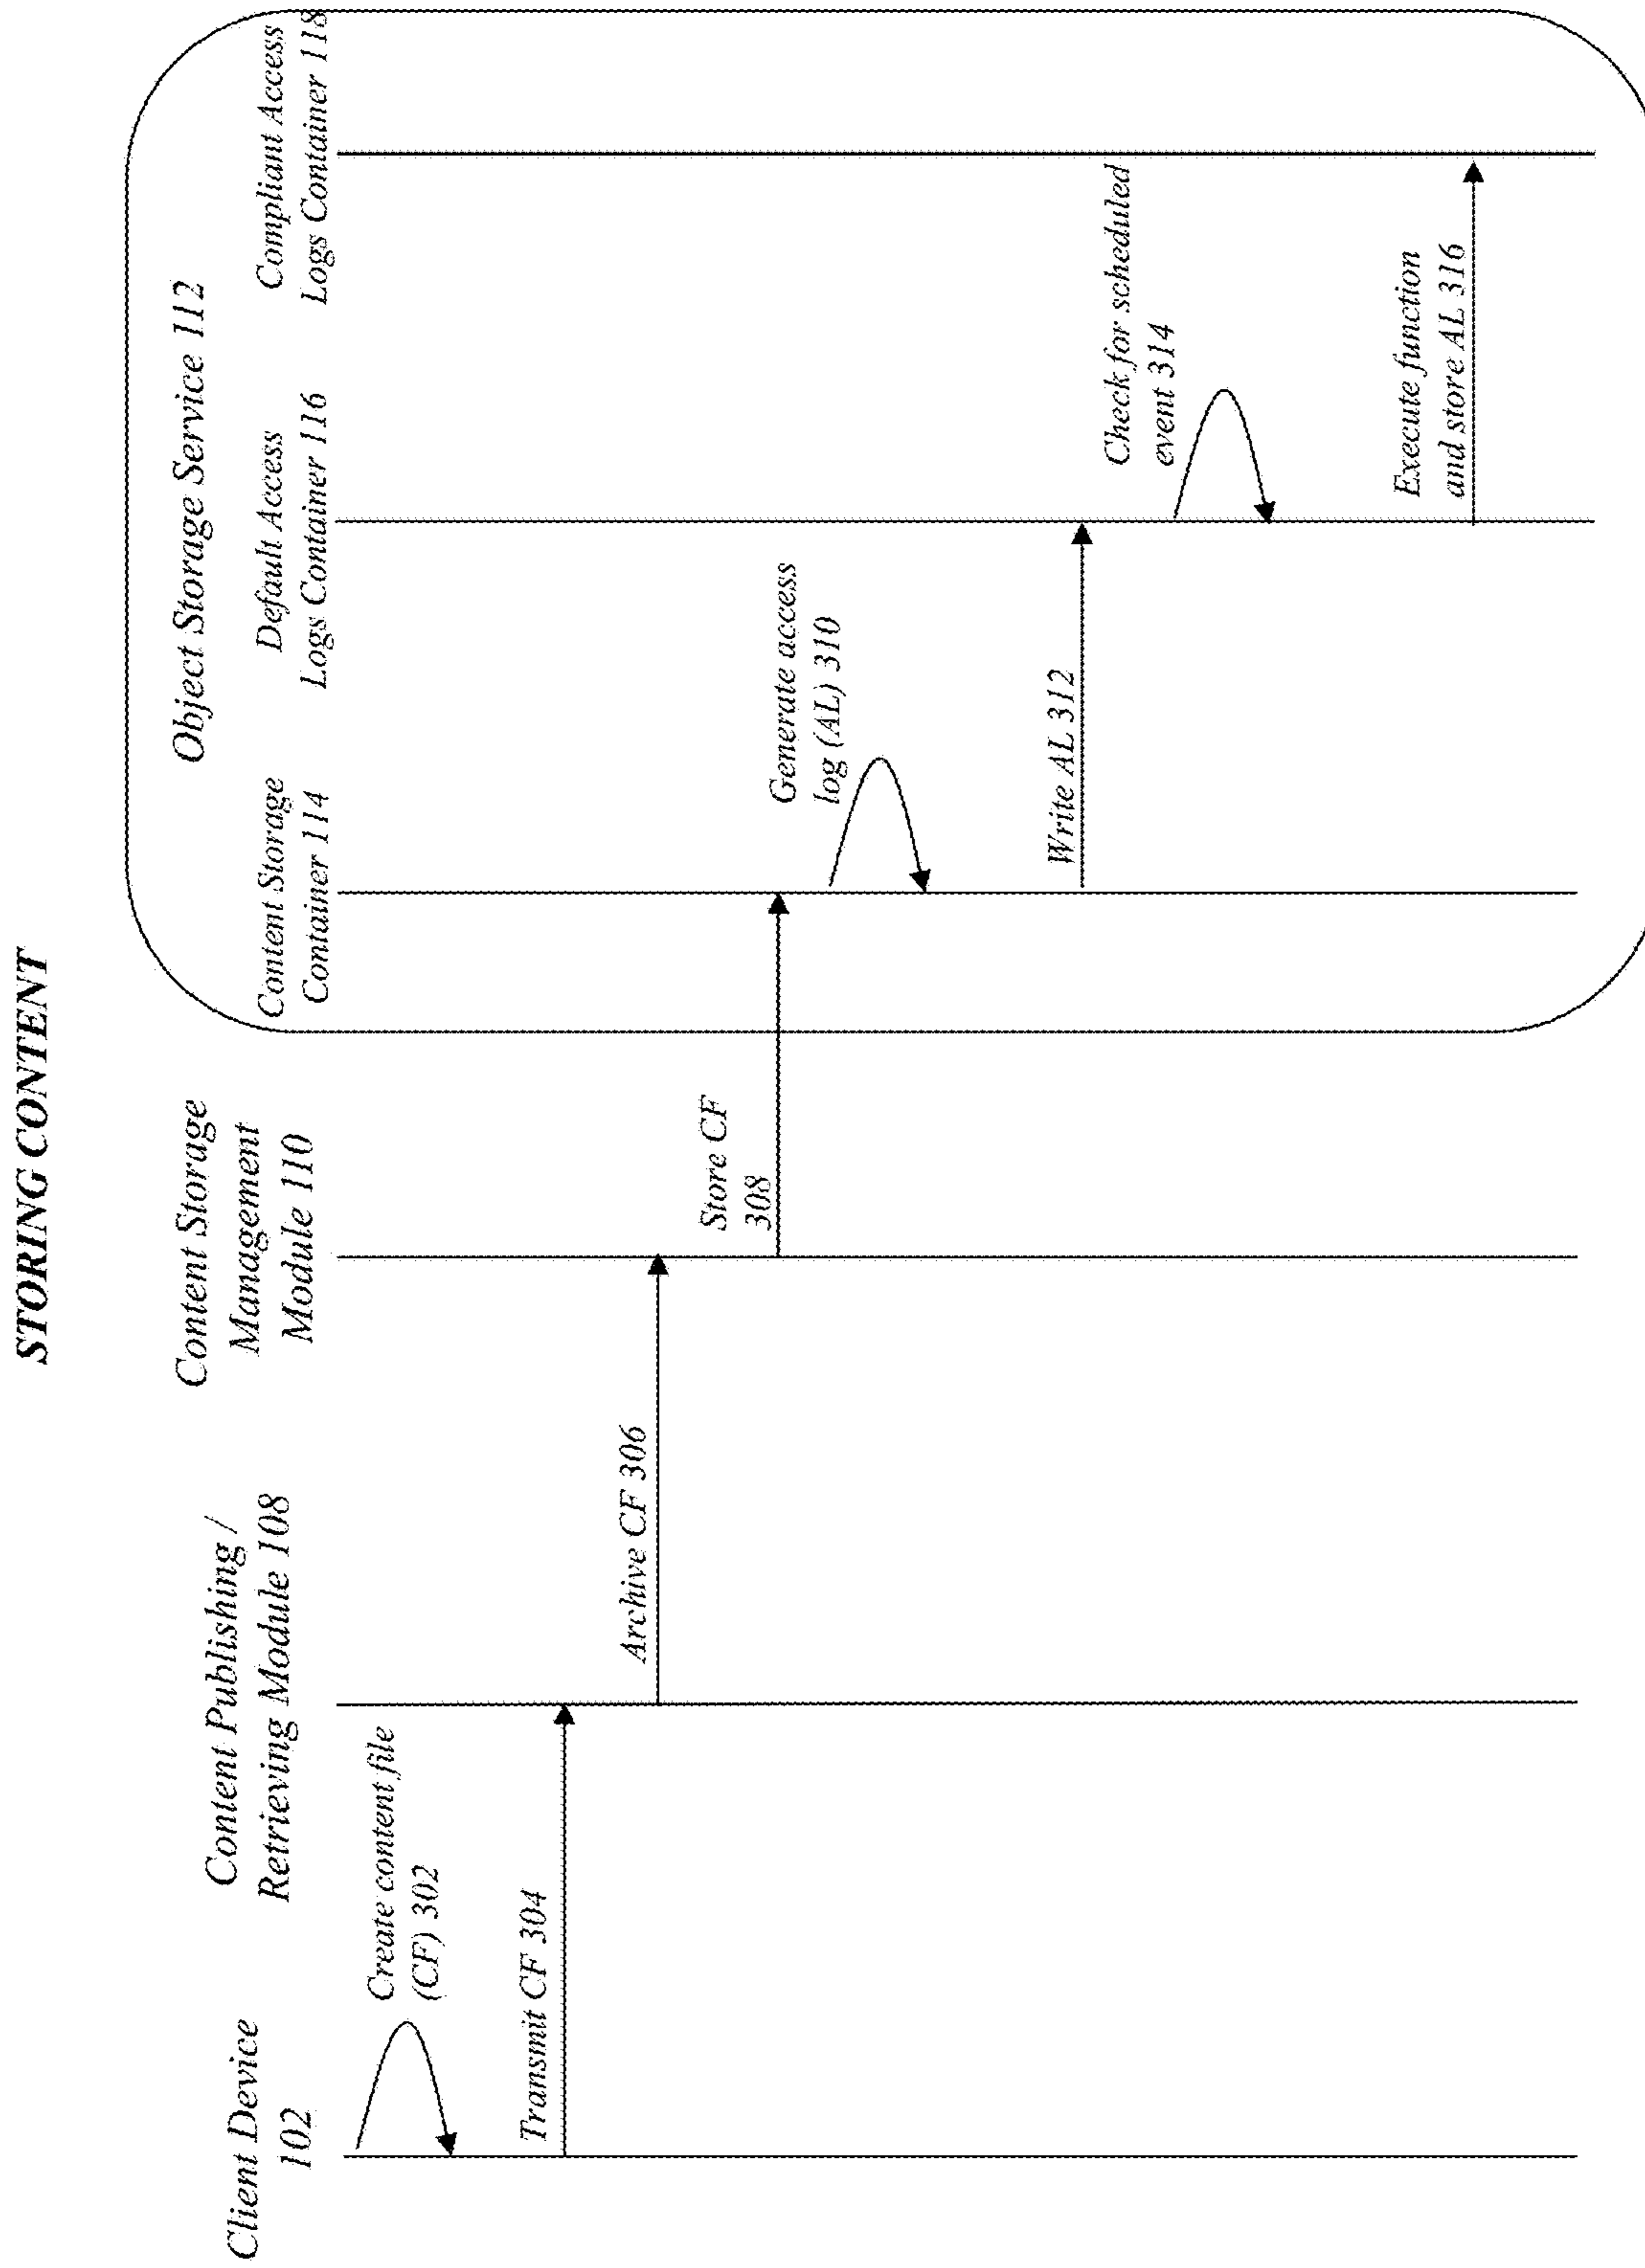 STORING CONTENT
Client Device
102
Content Publishing /
Retrieving Module 108
Content Storage
Management
Module 110
Object Storage Service 112
Content Storage
Container 114
Default Access
Logs Container 116
Compliant Access
Logs Container 118
Create content file
(CF) 302
Transmit CF 304
Archive CF 306
Store CF
308
Generate access
log (AL) 310
Write AL 312
Check for scheduled
event 314
Execute function
and store AL 316